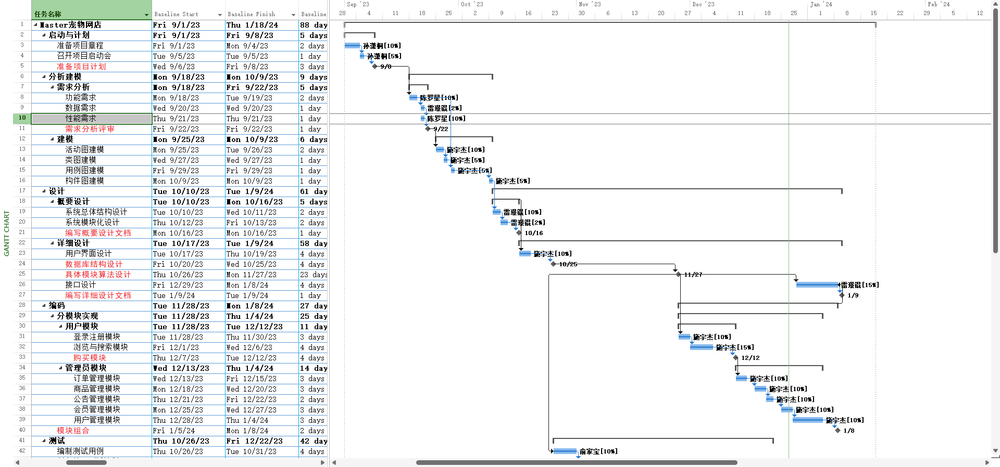 Sep '23 Oct '23 Nov '23 Dec '23 Jan '24 Feb '24
任务名称 Baseline Start Baseline Finish Baseline 28 4 11 18 25 2 9 16 23 30 6 13 20 27 4 11 18 25 1 8 15 22 29 5 12
1 Master宠物网店 Fri 9/1/23 Thu 1/18/24 88 day
2 启动与计划 Fri 9/1/23 Fri 9/8/23 5 days
3 准备项目章程 Fri 9/1/23 Mon 9/4/23 2 days 孙潇桐[10%]
4 召开项目启动会 Tue 9/5/23 Tue 9/5/23 1 day 孙潇桐[5%]
5 准备项目计划 Wed 9/6/23 Fri 9/8/23 3 days 9/8
6 分析建模 Mon 9/18/23 Mon 10/9/23 9 days
7 需求分析 Mon 9/18/23 Fri 9/22/23 5 days
8 功能需求 Mon 9/18/23 Tue 9/19/23 2 days 陈罗星[10%]
9 数据需求 Wed 9/20/23 Wed 9/20/23 1 day 雷璟锟[2%]
10 性能需求 Thu 9/21/23 Thu 9/21/23 1 day 陈罗星[10%]
11 需求分析评审 Fri 9/22/23 Fri 9/22/23 1 day 9/22
12 建模 Mon 9/25/23 Mon 10/9/23 6 days
13 活动图建模 Mon 9/25/23 Tue 9/26/23 2 days 施宇杰[10%]
14 类图建模 Wed 9/27/23 Wed 9/27/23 1 day 施宇杰[5%]
15 用例图建模 Fri 9/29/23 Fri 9/29/23 1 day 施宇杰[5%]
16 构件图建模 Mon 10/9/23 Mon 10/9/23 1 day 施宇杰[5%]
17 设计 Tue 10/10/23 Tue 1/9/24 61 day
18 概要设计 Tue 10/10/23 Mon 10/16/23 5 days
19 系统总体结构设计 Tue 10/10/23 Wed 10/11/23 2 days 雷璟锟[10%]
20 系统模块化设计 Thu 10/12/23 Fri 10/13/23 2 days 雷璟锟[2%]
21 编写概要设计文档 Mon 10/16/23 Mon 10/16/23 1 day 10/16
22 详细设计 Tue 10/17/23 Tue 1/9/24 58 day
23 用户界面设计 Tue 10/17/23 Thu 10/19/23 4 days 施宇杰[10%]
24 数据库结构设计 Fri 10/20/23 Wed 10/25/23 4 days 10/25
25 具体模块算法设计 Thu 10/26/23 Mon 11/27/23 23 days 11/27
26 接口设计 Fri 12/29/23 Mon 1/8/24 4 days 雷璟锟[15%]
27 编写详细设计文档 Tue 1/9/24 Tue 1/9/24 1 day 1/9
28 编码 Tue 11/28/23 Mon 1/8/24 27 day
29 分模块实现 Tue 11/28/23 Thu 1/4/24 25 day
30 用户模块 Tue 11/28/23 Tue 12/12/23 11 day
31 登录注册模块 Tue 11/28/23 Thu 11/30/23 3 days 施宇杰[10%]
32 浏览与搜索模块 Fri 12/1/23 Wed 12/6/23 4 days 施宇杰[15%]
33 购买模块 Thu 12/7/23 Tue 12/12/23 4 days 12/12
34 管理员模块 Wed 12/13/23 Thu 1/4/24 14 day
35 订单管理模块 Wed 12/13/23 Fri 12/15/23 3 days 施宇杰[10%]
36 商品管理模块 Mon 12/18/23 Wed 12/20/23 3 days 施宇杰[10%]
37 公告管理模块 Thu 12/21/23 Fri 12/22/23 2 days 施宇杰[10%]
38 会员管理模块 Mon 12/25/23 Wed 12/27/23 3 days 施宇杰[10%]
39 用户管理模块 Thu 12/28/23 Thu 1/4/24 3 days 施宇杰[10%]
40 模块组合 Fri 1/5/24 Mon 1/8/24 2 days 1/8
41 测试 Thu 10/26/23 Fri 12/22/23 42 day
42 编制测试用例 Thu 10/26/23 Tue 10/31/23 4 days 俞家宝[10%]
GANTT CHART